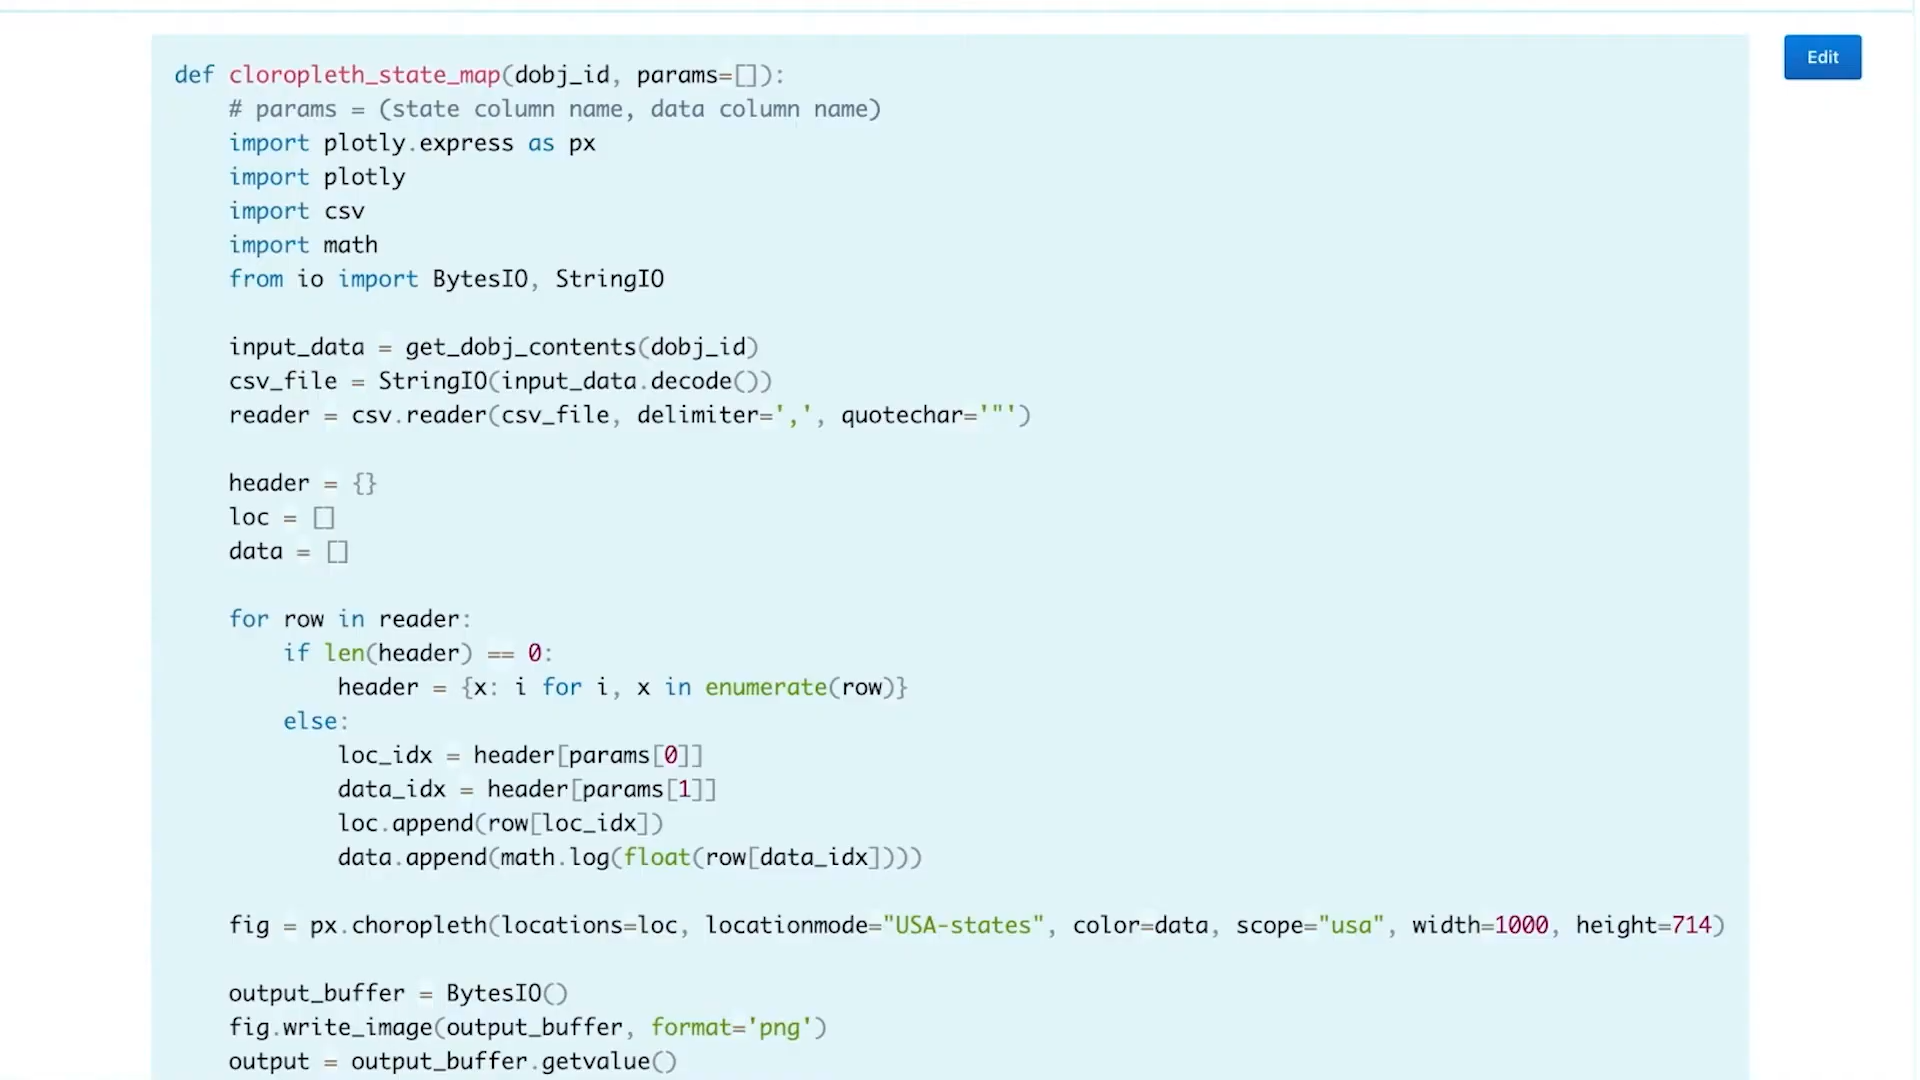 Edit
def cloropleth_state_map(dobj_id, params=[]):
# params = (state column name, data column name)
import plotly.express as px
import plotly
import csv
import math
from io import BytesIO, StringIO
input_data = get_dobj_contents(dobj_id)
csv_file = StringIO(input_data.decode())
reader = csv.reader(csv_file, delimiter=',', quotechar='"')
header = {}
loc = []
data = []
for row in reader:
if len(header) == 0:
header = {x: i for i, x in enumerate(row)}
else:
loc_idx = header[params[0]]
data_idx = header[params[1]]
loc.append(row[loc_idx])
data.append(math.log(float(row[data_idx])))
fig = px.choropleth(locations=loc, locationmode="USA-states", color=data, scope="usa", width=1000, height=714)
output_buffer = BytesIO()
fig.write_image(output_buffer, format='png')
output = output_buffer.getvalue()